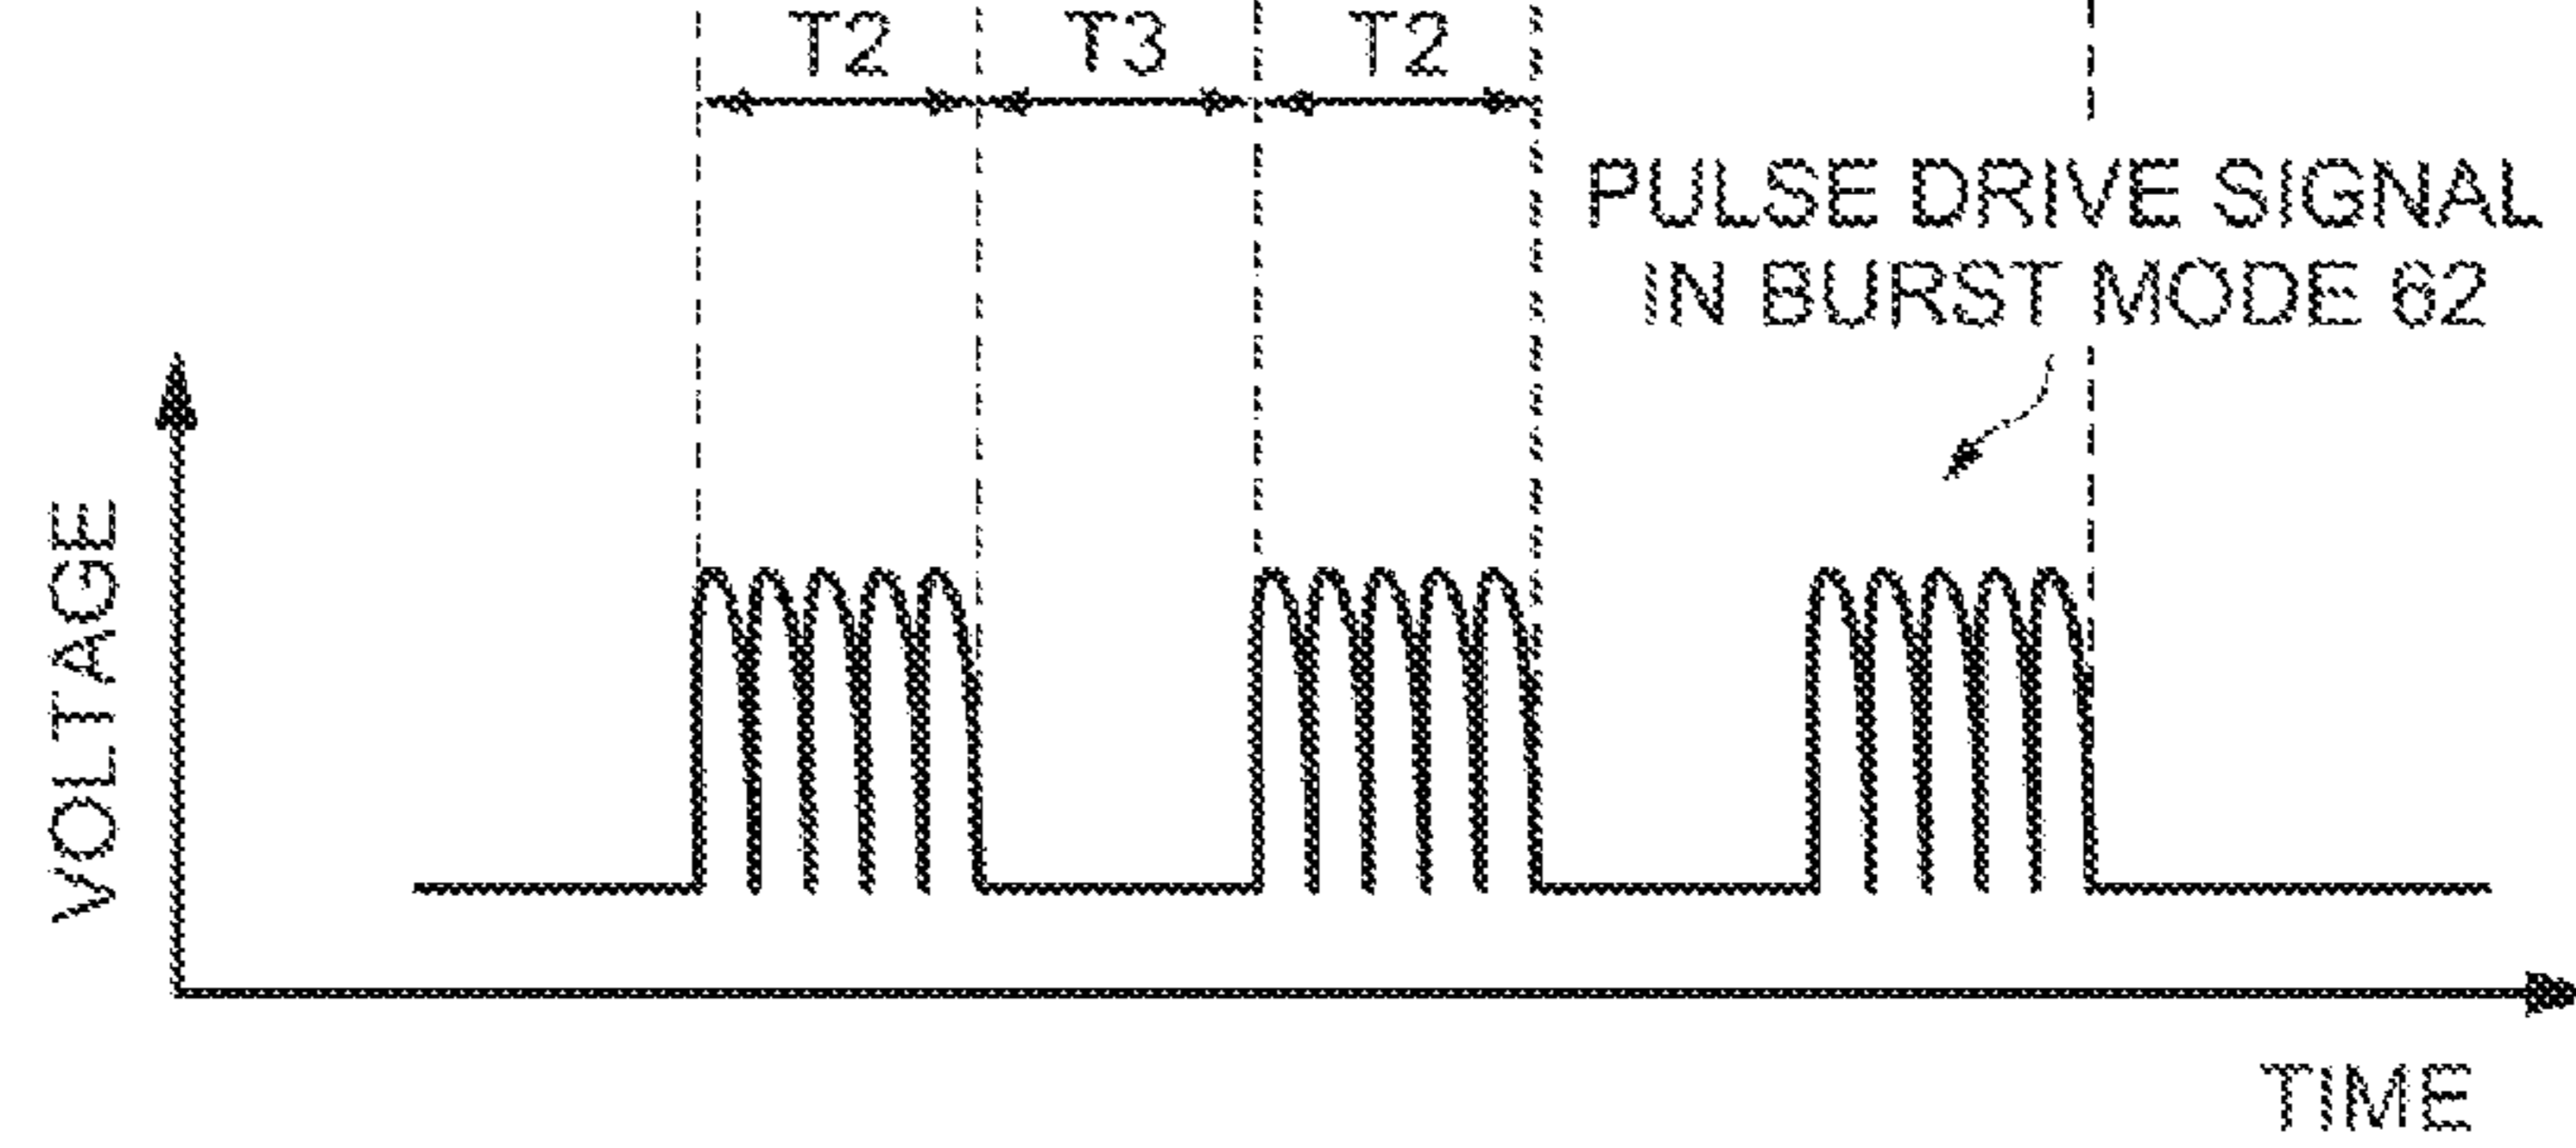 T2 T3 T2
PULSE DRIVE SIGNAL
IN BURST MODE 62
VOLTAGE
TIME